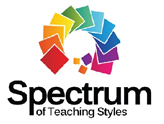 Spectrum
of Teaching Styles